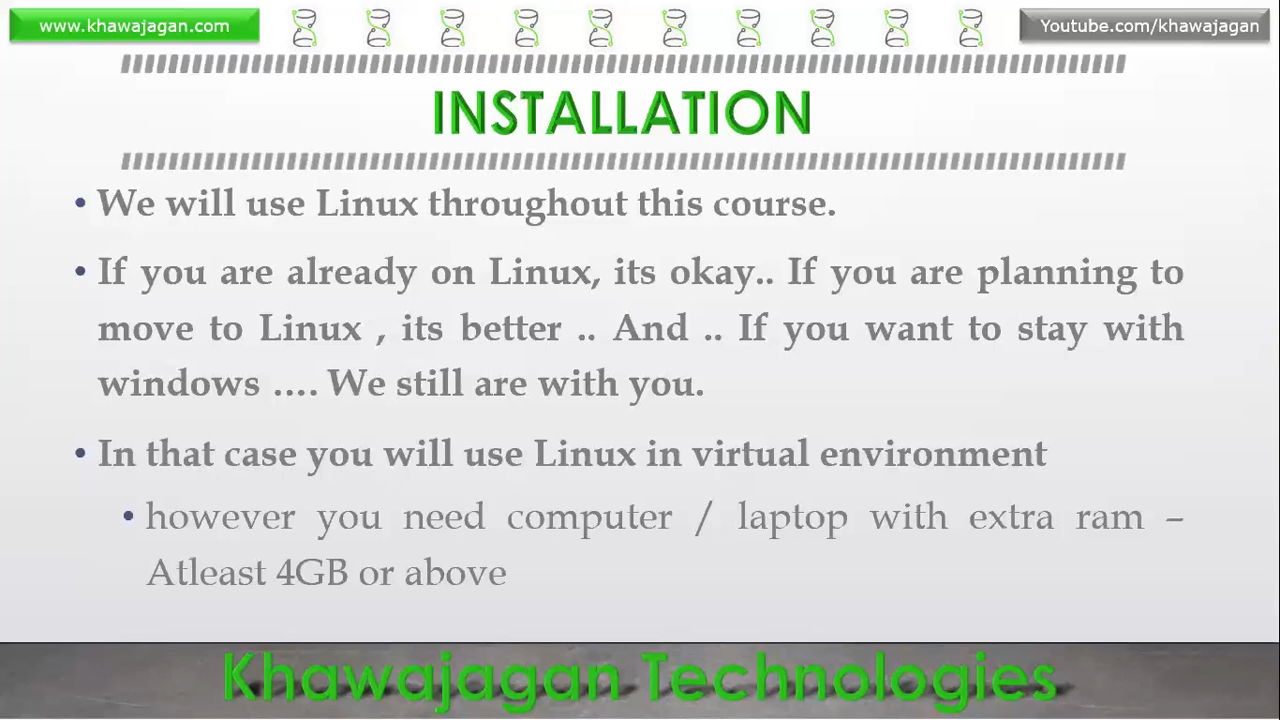 www.khawajagan.com
Youtube.com/khawajagan
INSTALLATION
• We will use Linux throughout this course.
• If you are already on Linux, its okay.. If you are planning to
move to Linux , its better .. And .. If you want to stay with
windows .... We still are with you.
• In that case you will use Linux in virtual environment
• however you need computer / laptop with extra ram –
Atleast 4GB or above
Khawajagan Technologies